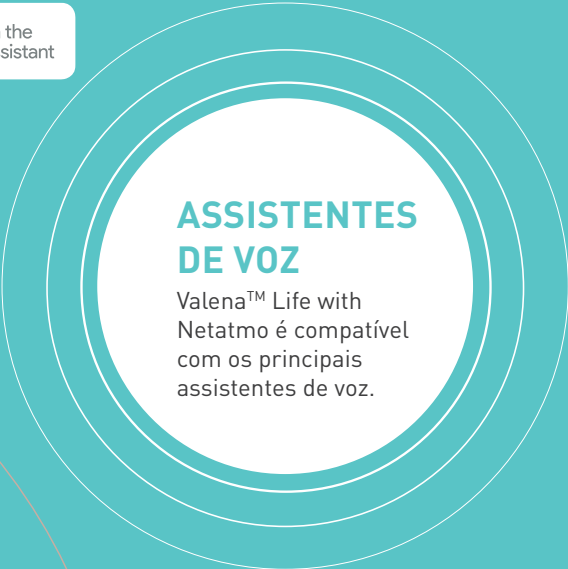 the
sistant
ASSISTENTES
DE VOZ
Valena™ Life with
Netatmo é compatível
com os principais
assistentes de voz.